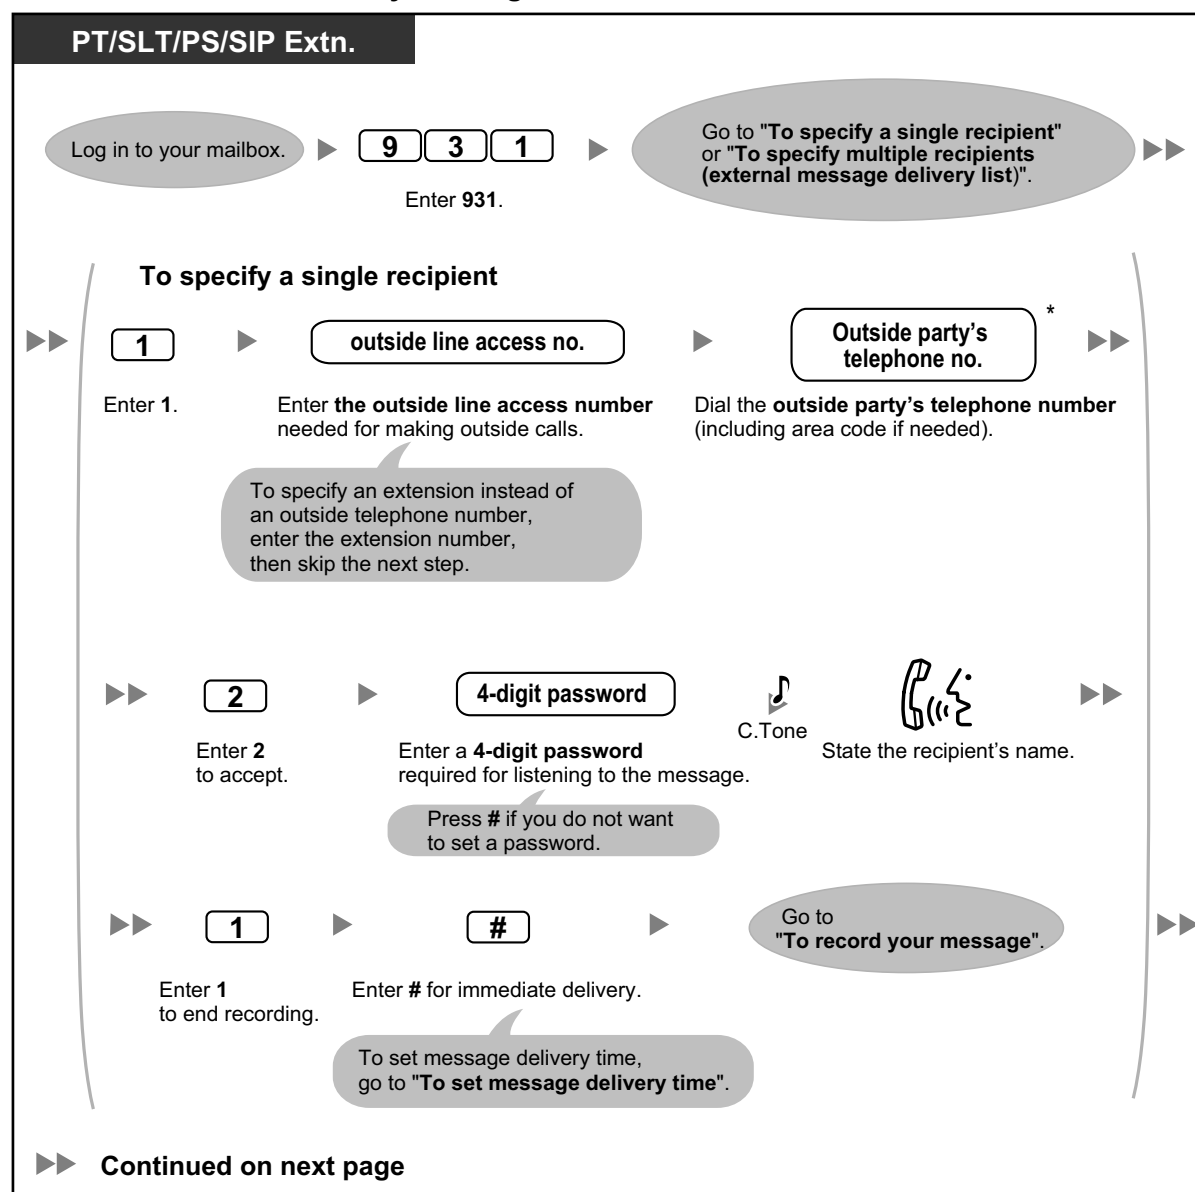 PT/SLT/PS/SIP Extn.
Log in to your mailbox.
9 3 1
Enter 931.
Go to "To specify a single recipient"
or "To specify multiple recipients
(external message delivery list)".
To specify a single recipient
1
outside line access no.
Outside party's
telephone no.
*
Enter 1.
Enter the outside line access number
needed for making outside calls.
Dial the outside party's telephone number
(including area code if needed).
To specify an extension instead of
an outside telephone number,
enter the extension number,
then skip the next step.
2
4-digit password
C.Tone
Enter 2
to accept.
Enter a 4-digit password
required for listening to the message.
State the recipient's name.
Press # if you do not want
to set a password.
1
#
Go to
"To record your message".
Enter 1
to end recording.
Enter # for immediate delivery.
To set message delivery time,
go to "To set message delivery time".
Continued on next page